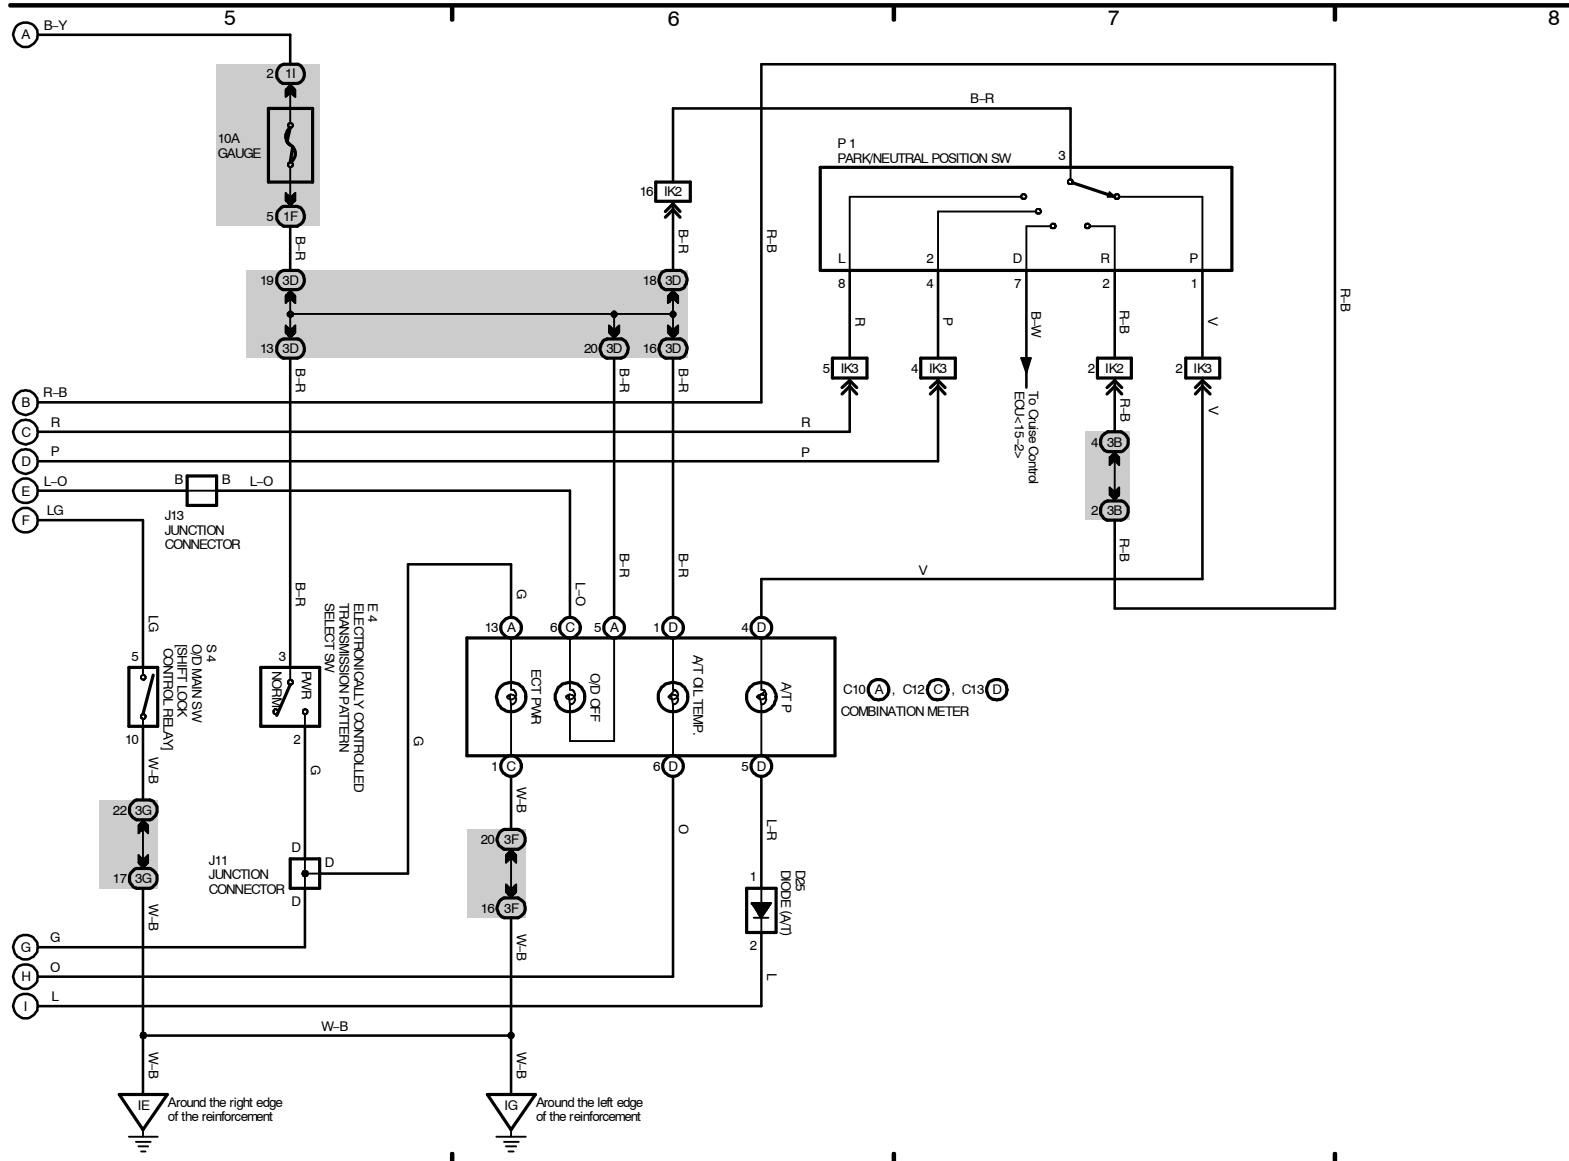 5
6
7
8
A
B–Y
2
1I
10A
GAUGE
5
1F
B–R
19
3D
13
3D
B–R
B–R
16
IK2
B–R
18
3D
20
3D
16
3D
B–R
B–R
R–B
R–B
P 1
PARK/NEUTRAL POSITION SW
3
L
2
D
R
P
8
4
7
2
1
R
P
B–W
R–B
V
5
IK3
4
IK3
2
IK2
2
IK3
To Cruise Control
ECU<15–2>
R–B
V
4
3B
2
3B
R–B
B
R–B
C
R
R
D
P
P
E
L–O
B
B
L–O
J13
JUNCTION
CONNECTOR
F
LG
B–R
B–R
B–R
V
LG
S 4
O/D MAIN SW
[SHIFT LOCK
CONTROL RELAY]
5
10
W–B
E 4
ELECTRONICALLY CONTROLLED
TRANSMISSION PATTERN
SELECT SW
3
PWR
NORM
2
G
G
G
L–O
13
A
6
C
5
A
1
D
4
D
ECT PWR
O/D OFF
A/T OIL TEMP.
A/T P
C10
A
, C12
C
, C13
D
COMBINATION METER
1
C
6
D
5
D
W–B
O
L–R
22
3G
17
3G
W–B
J11
JUNCTION
CONNECTOR
D
D
D
20
3F
16
3F
W–B
1
D25
DIODE (A/T)
2
L
G
G
H
O
I
L
W–B
W–B
W–B
IE
Around the right edge
of the reinforcement
IG
Around the left edge
of the reinforcement